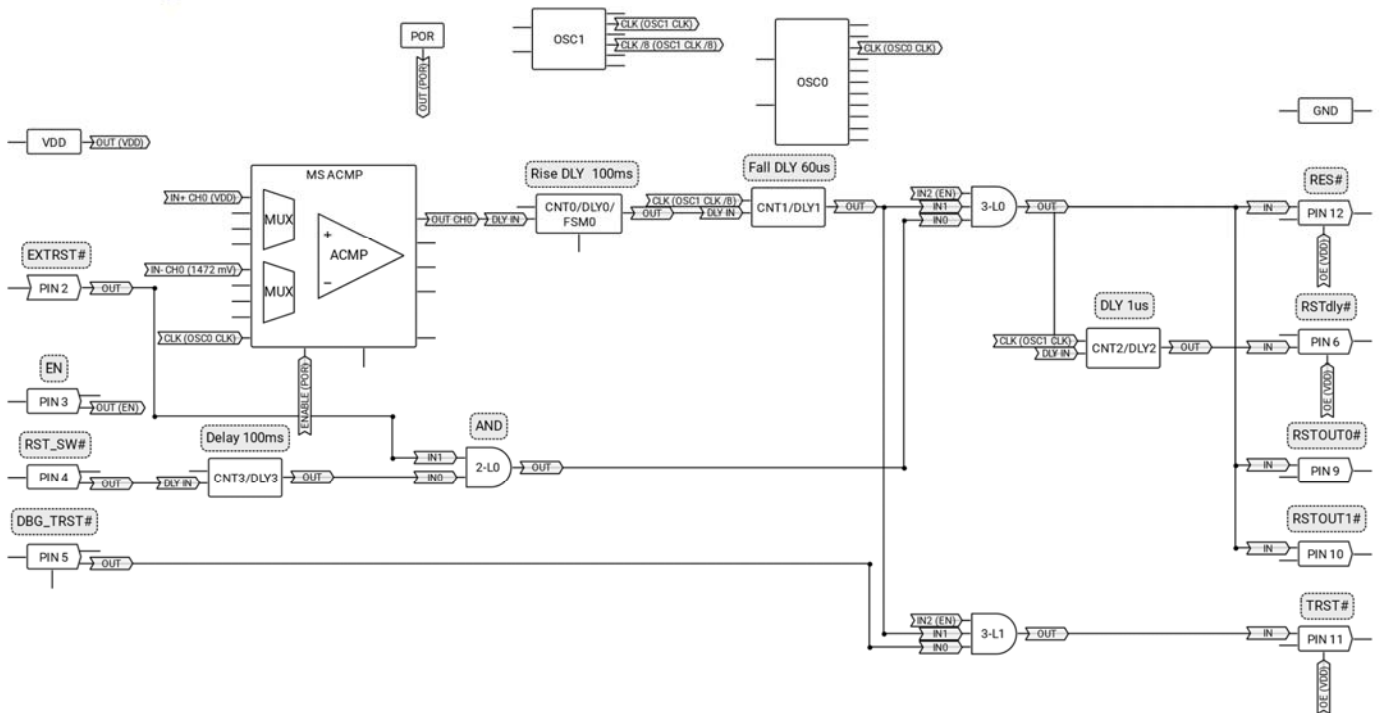 POR
OUT (POR)
OSC1
CLK (OSC1 CLK)
CLK /8 (OSC1 CLK /8)
OSC0
CLK (OSC0 CLK)
GND
VDD
OUT (VDD)
MS ACMP
IN+ CH0 (VDD)
MUX
IN- CH0 (1472 mV)
MUX
ACMP
+
−
CLK (OSC0 CLK)
ENABLE (POR)
OUT CH0
Rise DLY 100ms
DLY IN
CNT0/DLY0/
FSM0
OUT
Fall DLY 60us
CLK (OSC1 CLK /8)
DLY IN
CNT1/DLY1
OUT
IN2 (EN)
IN1
IN0
3-L0
OUT
RES#
IN
PIN 12
OE (VDD)
EXTRST#
PIN 2
OUT
DLY 1us
CLK (OSC1 CLK)
DLY IN
CNT2/DLY2
OUT
RSTdly#
IN
PIN 6
OE (VDD)
EN
PIN 3
OUT (EN)
RST_SW#
PIN 4
OUT
Delay 100ms
DLY IN
CNT3/DLY3
OUT
AND
IN1
IN0
2-L0
OUT
RSTOUT0#
IN
PIN 9
DBG_TRST#
PIN 5
OUT
RSTOUT1#
IN
PIN 10
IN2 (EN)
IN1
IN0
3-L1
OUT
TRST#
IN
PIN 11
OE (VDD)